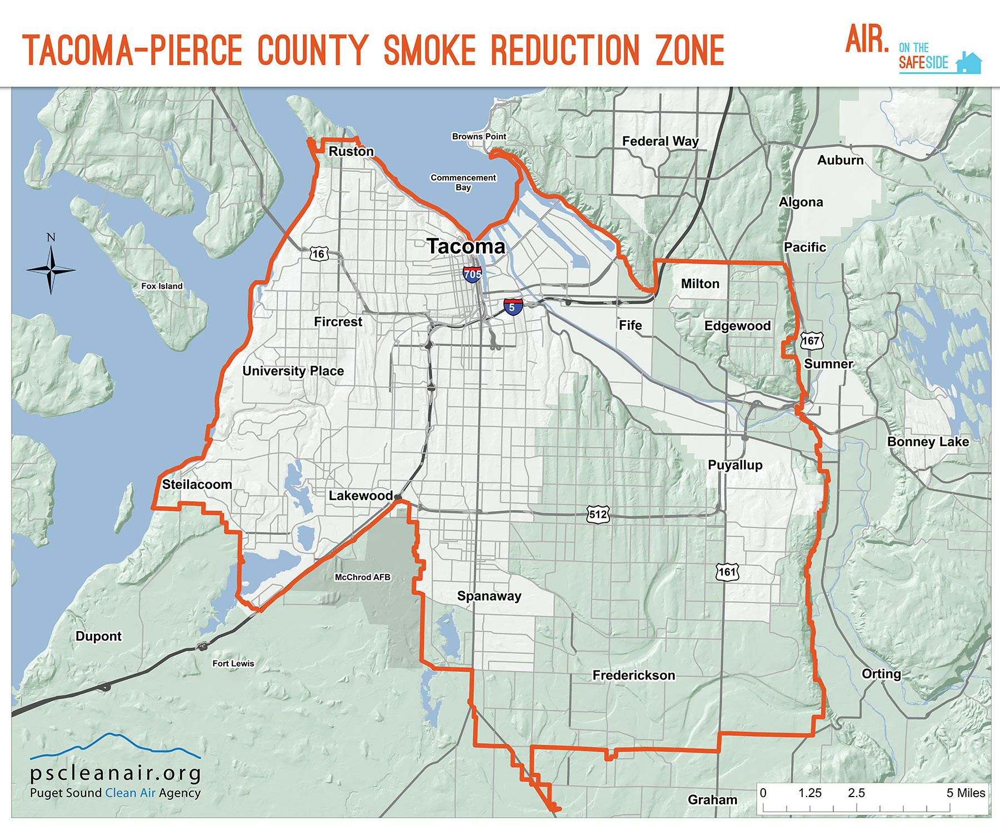 TACOMA-PIERCE COUNTY SMOKE REDUCTION ZONE
AIR. ON THE
SAFESIDE
Browns Point
Federal Way
Ruston
Auburn
Commencement
Bay
Algona
N
Tacoma
Pacific
16
705
Fox Island
Milton
5
Fircrest
Fife
Edgewood
167
University Place
Sumner
Bonney Lake
Puyallup
Steilacoom
Lakewood
512
161
McChrod AFB
Spanaway
Dupont
Fort Lewis
Frederickson
Orting
pscleanair.org
Puget Sound Clean Air Agency
Graham
0 1.25 2.5 5 Miles